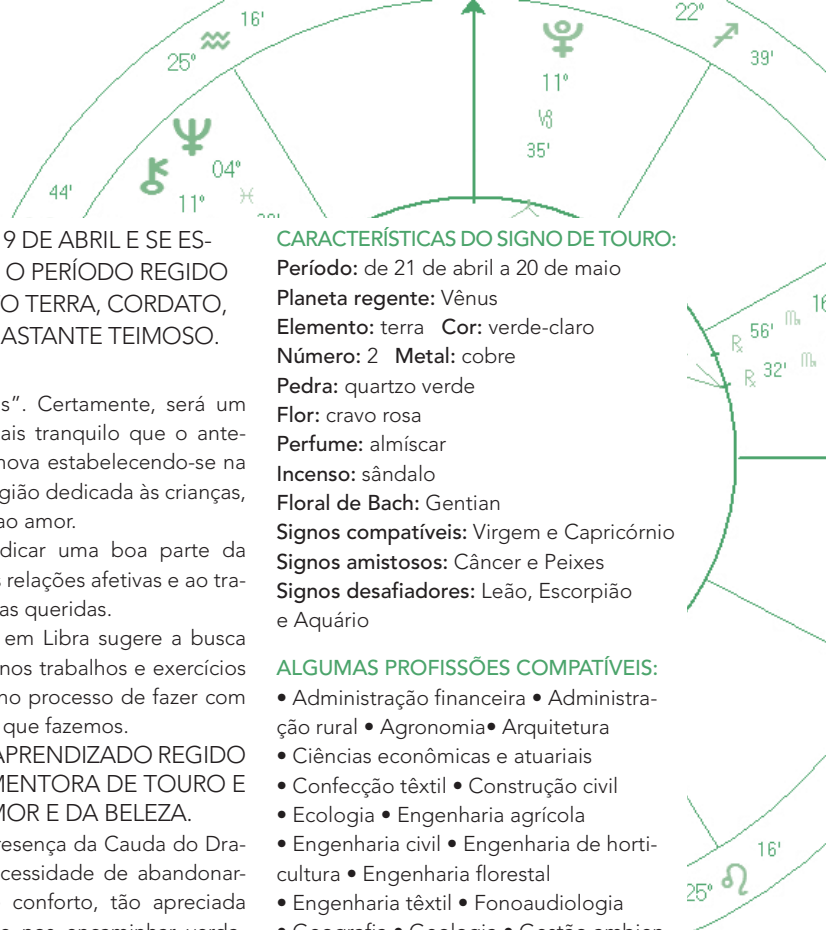 16'
25°
22°
39'
11°
35'
04°
11°
44'
9 DE ABRIL E SE ES-
O PERÍODO REGIDO
O TERRA, CORDATO,
ASTANTE TEIMOSO.
s". Certamente, será um
ais tranquilo que o ante-
nova estabelecendo-se na
gião dedicada às crianças,
ao amor.
dicar uma boa parte da
s relações afetivas e ao tra-
as queridas.
em Libra sugere a busca
nos trabalhos e exercícios
no processo de fazer com
que fazemos.
APRENDIZADO REGIDO
MENTORA DE TOURO E
MOR E DA BELEZA.
resença da Cauda do Dra-
cessidade de abandonar-
conforto, tão apreciada
CARACTERÍSTICAS DO SIGNO DE TOURO:
Período: de 21 de abril a 20 de maio
Planeta regente: Vênus
Elemento: terra Cor: verde-claro
Número: 2 Metal: cobre
Pedra: quartzo verde
Flor: cravo rosa
Perfume: almíscar
Incenso: sândalo
Floral de Bach: Gentian
Signos compatíveis: Virgem e Capricórnio
Signos amistosos: Câncer e Peixes
Signos desafiadores: Leão, Escorpião
e Aquário
ALGUMAS PROFISSÕES COMPATÍVEIS:
• Administração financeira • Administra-
ção rural • Agronomia• Arquitetura
• Ciências econômicas e atuariais
• Confecção têxtil • Construção civil
• Ecologia • Engenharia agrícola
• Engenharia civil • Engenharia de horti-
cultura • Engenharia florestal
• Engenharia têxtil • Fonoaudiologia
• Geografia • Geologia • Gestão ambien-
16
56'
32'
16'
25°